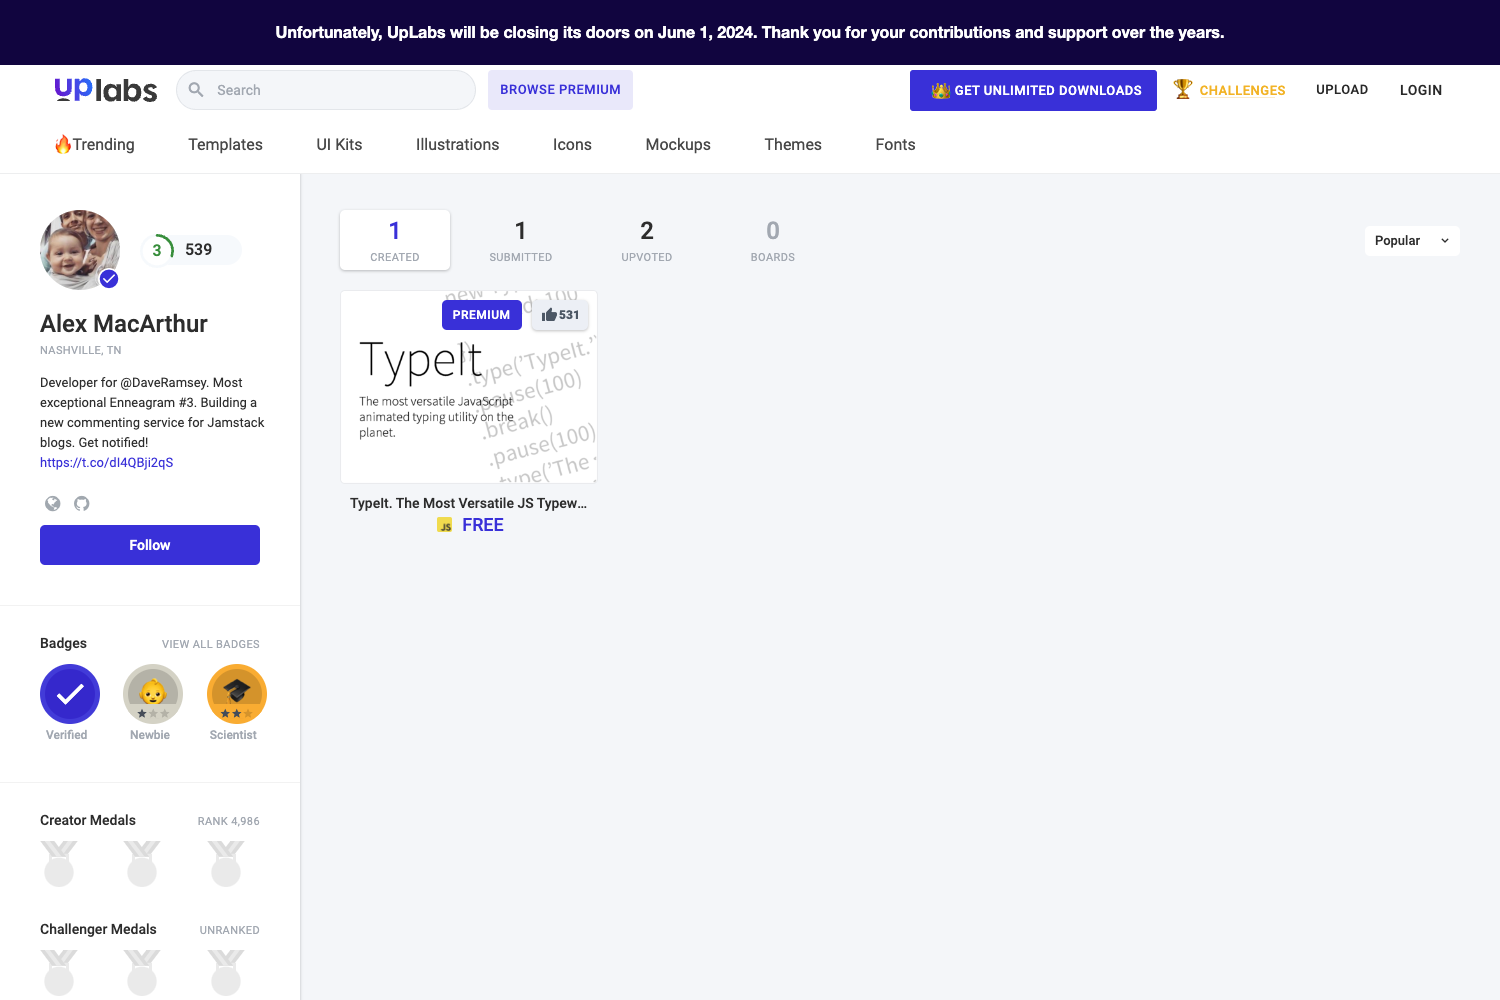 Unfortunately, UpLabs will be closing its doors on June 1, 2024. Thank you for your contributions and support over the years.
uplabs
Search
BROWSE PREMIUM
GET UNLIMITED DOWNLOADS
CHALLENGES
UPLOAD
LOGIN
Trending
Templates
UI Kits
Illustrations
Icons
Mockups
Themes
Fonts
3
539
Alex MacArthur
NASHVILLE, TN
Developer for @DaveRamsey. Most
exceptional Enneagram #3. Building a
new commenting service for Jamstack
blogs. Get notified!
https://t.co/dI4QBji2qS
Follow
Badges
VIEW ALL BADGES
Verified
Newbie
Scientist
Creator Medals
RANK 4,986
Challenger Medals
UNRANKED
1
CREATED
1
SUBMITTED
2
UPVOTED
0
BOARDS
Popular
PREMIUM
531
TypeIt
The most versatile JavaScript
animated typing utility on the
planet.
.type('TypeIt.'
.pause(100)
.break()
.pause(100)
.type('The
TypeIt. The Most Versatile JS Typew...
JS
FREE